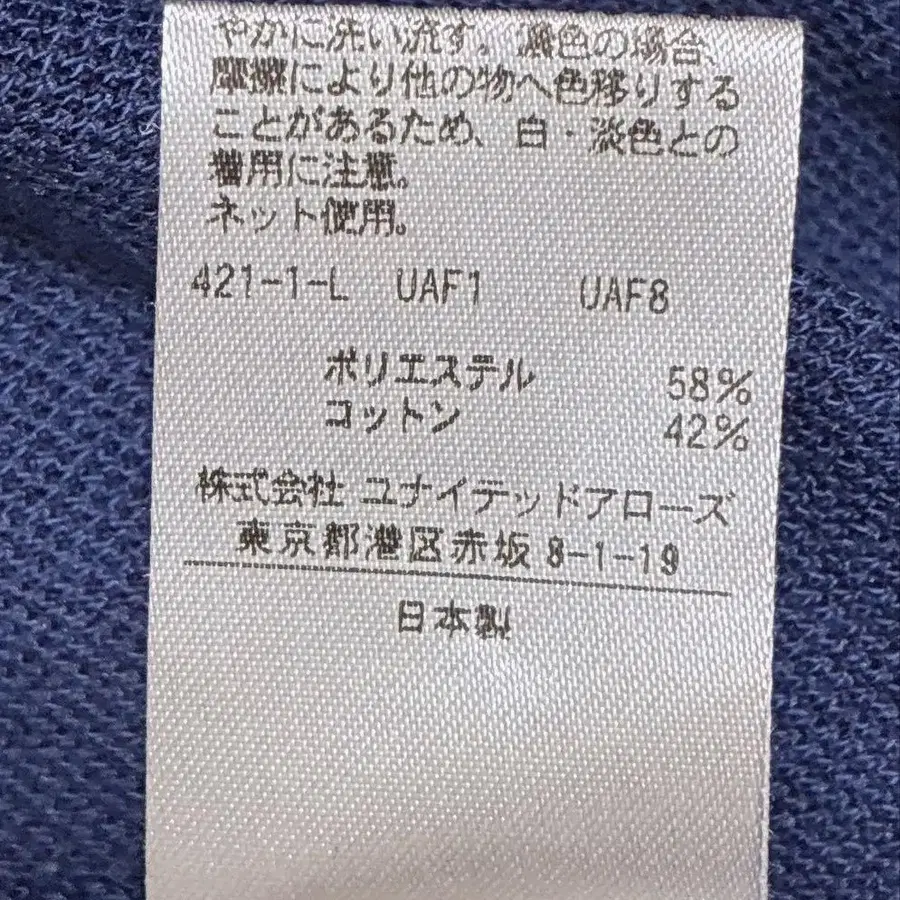 やかに洗い流す。濃色の場合、
摩擦により他の物へ色移りする
ことがあるため、白・淡色との
着用に注意。
ネット使用。
421-1-L UAF1 UAF8
ポリエステル 58%
コットン 42%
株式会社 ユナイテッドアローズ
東京都港区赤坂 8-1-19
日本製